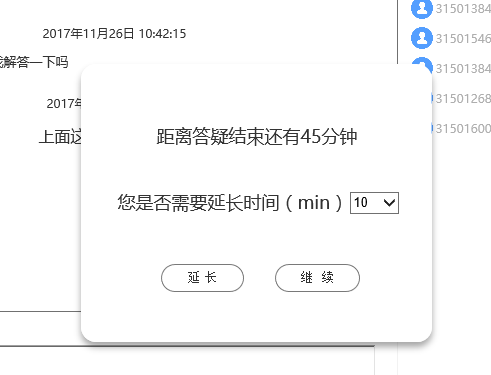 2017年11月26日 10:42:15
解答一下吗
2017年
上面这
距离答疑结束还有45分钟
您是否需要延长时间（min） 10
延 长
继 续
31501384
31501546
31501384
31501268
31501600